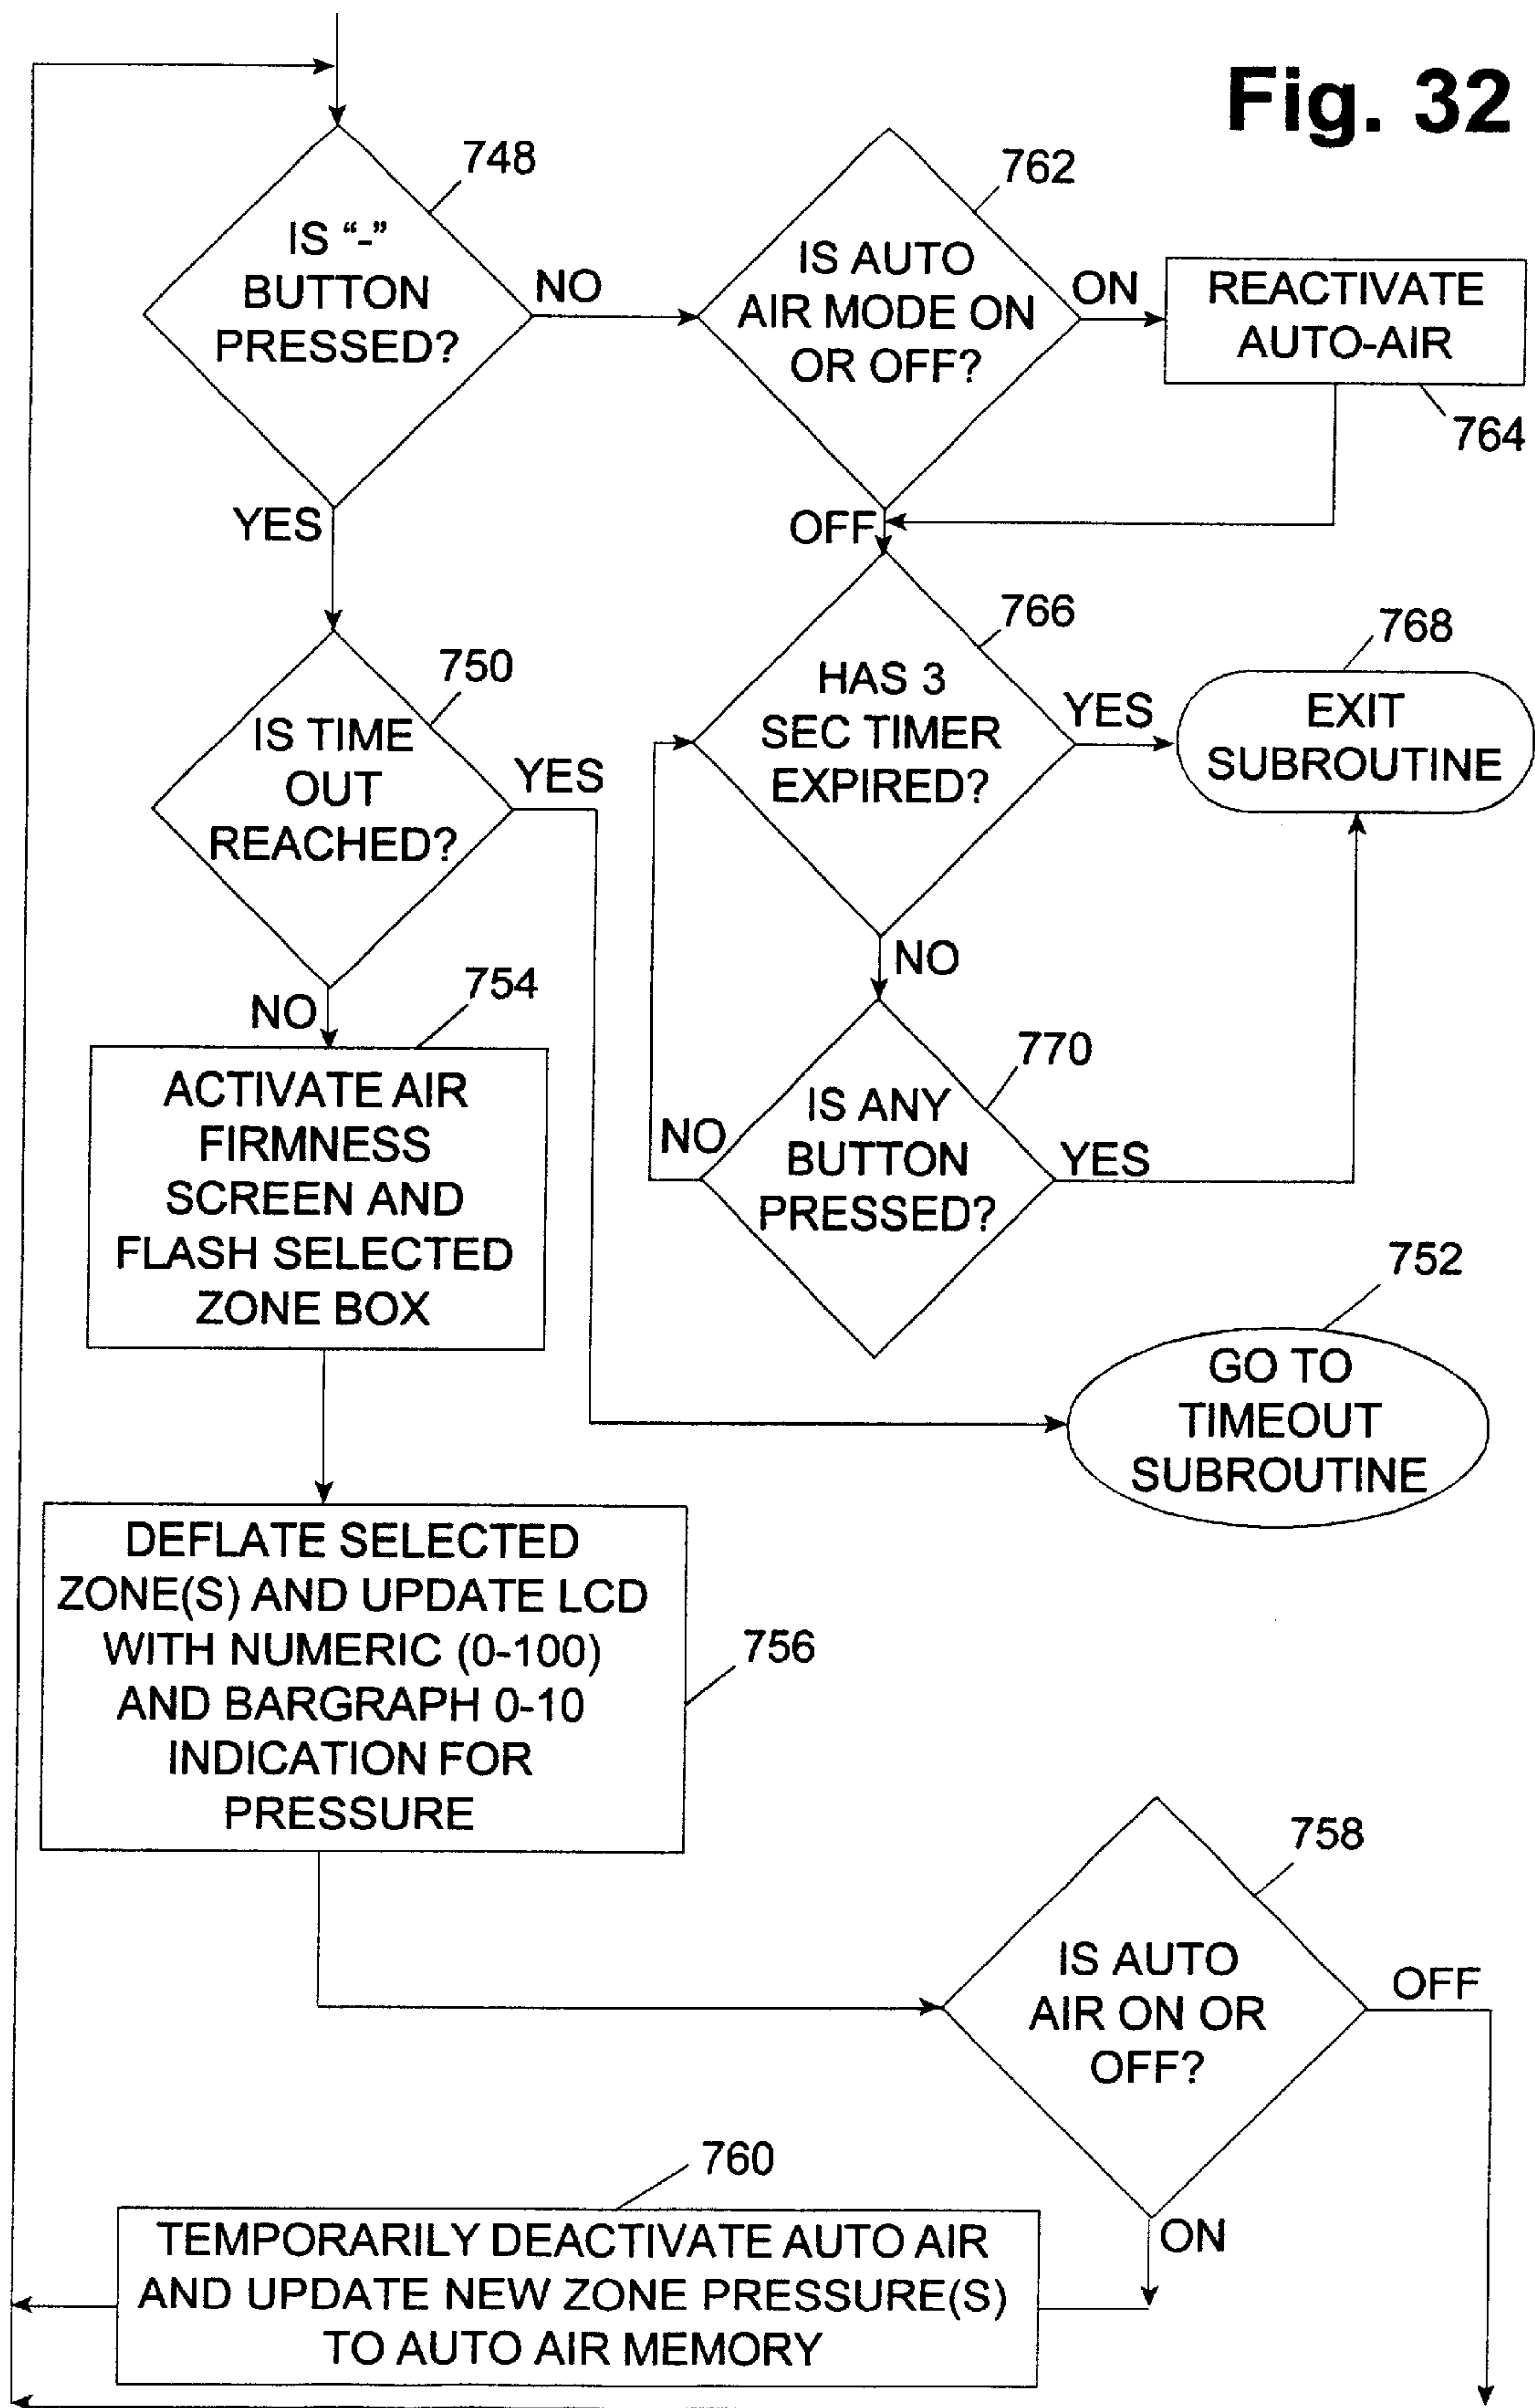 Fig. 32
748
IS “-”
BUTTON
PRESSED?
NO
YES
762
IS AUTO
AIR MODE ON
OR OFF?
ON
OFF
REACTIVATE
AUTO-AIR
764
750
IS TIME
OUT
REACHED?
YES
NO
766
HAS 3
SEC TIMER
EXPIRED?
YES
NO
768
EXIT
SUBROUTINE
770
IS ANY
BUTTON
PRESSED?
NO
YES
754
ACTIVATE AIR
FIRMNESS
SCREEN AND
FLASH SELECTED
ZONE BOX
752
GO TO
TIMEOUT
SUBROUTINE
DEFLATE SELECTED
ZONE(S) AND UPDATE LCD
WITH NUMERIC (0-100)
AND BARGRAPH 0-10
INDICATION FOR
PRESSURE
756
758
IS AUTO
AIR ON OR
OFF?
OFF
ON
760
TEMPORARILY DEACTIVATE AUTO AIR
AND UPDATE NEW ZONE PRESSURE(S)
TO AUTO AIR MEMORY